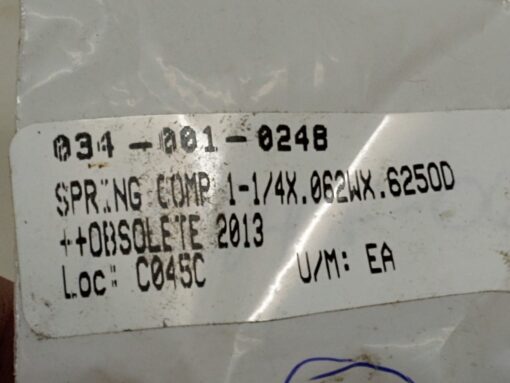 034-001-0248
SPRING COMP 1-1/4X.062WX.625OD
++OBSOLETE 2013
Loc: C045C U/M: EA